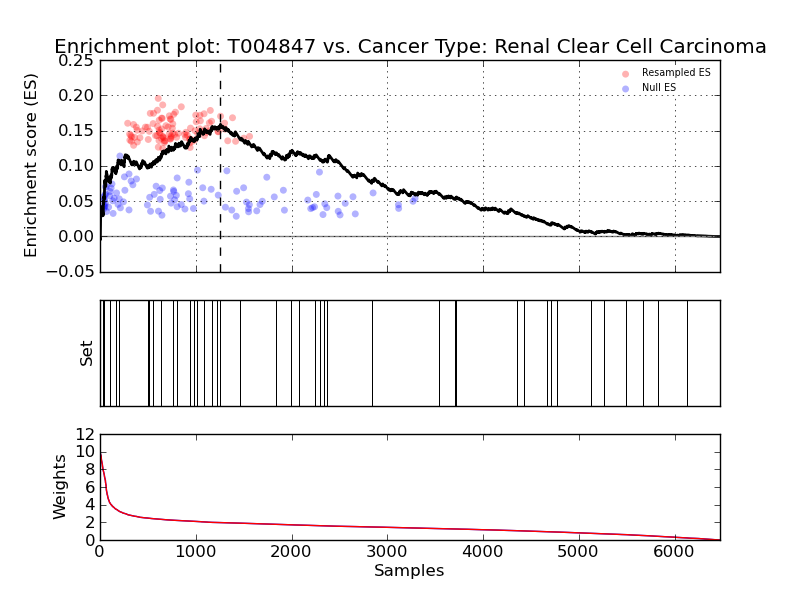 Enrichment plot: T004847 vs. Cancer Type: Renal Clear Cell Carcinoma
Enrichment score (ES)
0.25
0.20
0.15
0.10
0.05
0.00
−0.05
Resampled ES
Null ES
Set
Weights
12
10
8
6
4
2
0
0 1000 2000 3000 4000 5000 6000
Samples